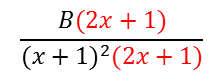 B(2x + 1)
(x + 1)²(2x + 1)